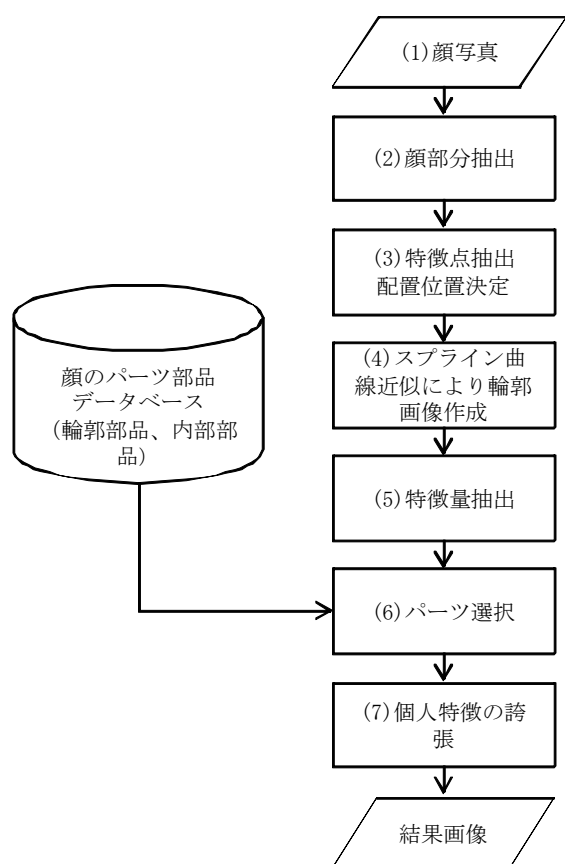 (1)顔写真
(2)顔部分抽出
(3)特徴点抽出
配置位置決定
顔のパーツ部品
データベース
(輪郭部品、内部部
品)
(4)スプライン曲
線近似により輪郭
画像作成
(5)特徴量抽出
(6)パーツ選択
(7)個人特徴の誇
張
結果画像